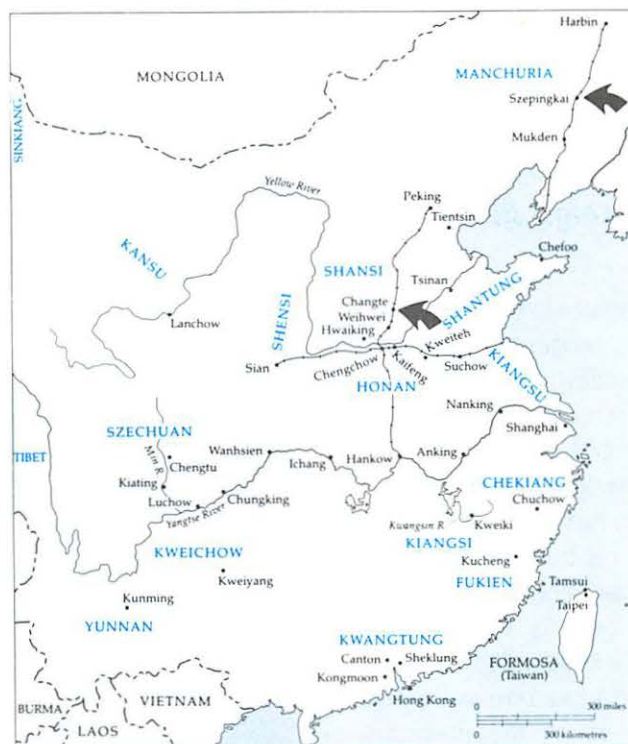 Harbin
MONGOLIA
MANCHURIA
Szepingkai
SINKIANG
Mukden
Yellow River
Peking
Tientsin
KANSU
SHANSI
Chefoo
Tsinan
Changte
Weihwei
SHANTUNG
Lanchow
SHENSI
Hwaiking
Kweiteh
Sian
Chengchow
Kaifeng
Suchow
KIANGSU
HONAN
Nanking
SZECHUAN
Shanghai
Min R.
Wanhsien
Ichang
Hankow
Anking
TIBET
Chengtu
CHEKIANG
Kiating
Chuchow
Luchow
Chungking
Yangtse River
Kwangsin R.
Kweiki
KWEICHOW
KIANGSI
Kucheng
Kweiyang
FUKIEN
Tamsui
Kunming
Taipei
YUNNAN
KWANGTUNG
Canton
Sheklung
FORMOSA
(Taiwan)
Kongmoon
VIETNAM
Hong Kong
BURMA
LAOS
0 300 miles
0 300 kilometres